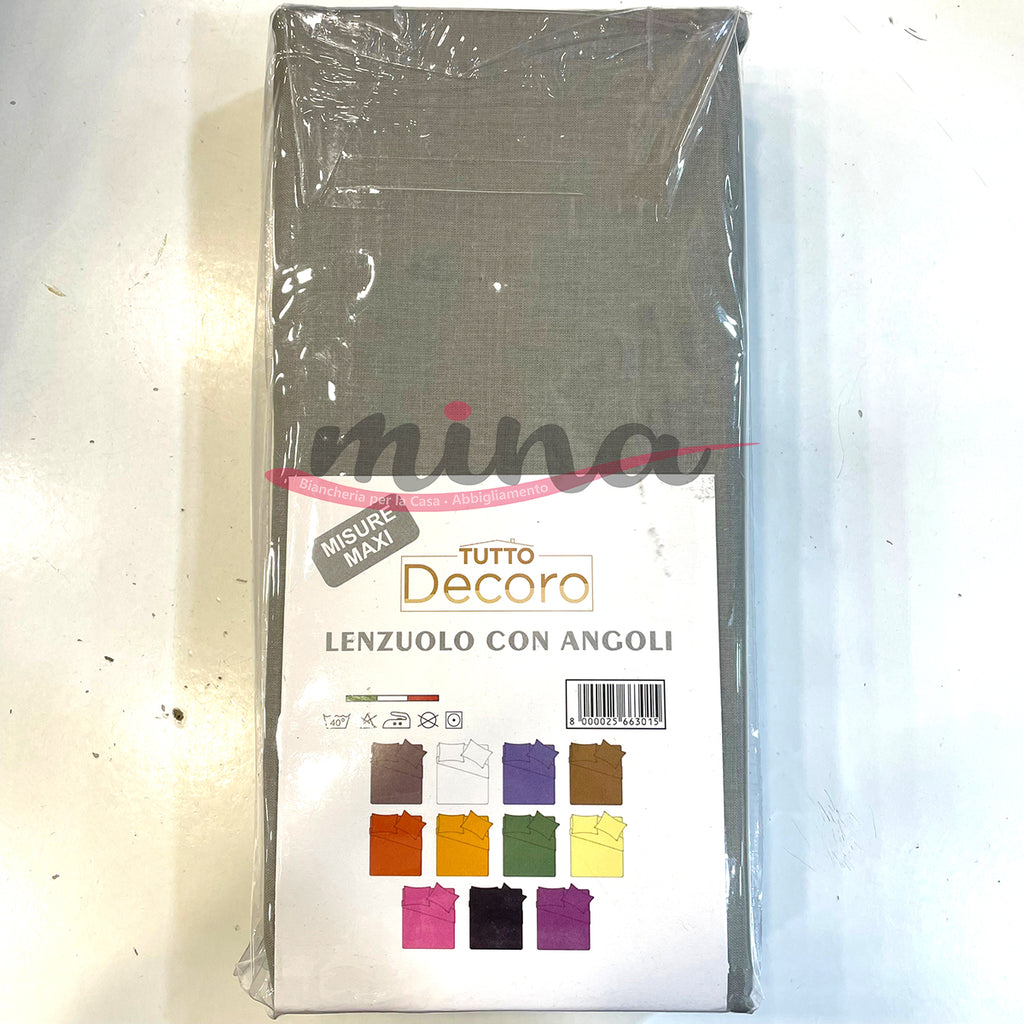 mina
Biancheria per la Casa • Abbigliamento
MISURE
MAXI
TUTTO
Decoro
LENZUOLO CON ANGOLI
40°
8 000025 663015